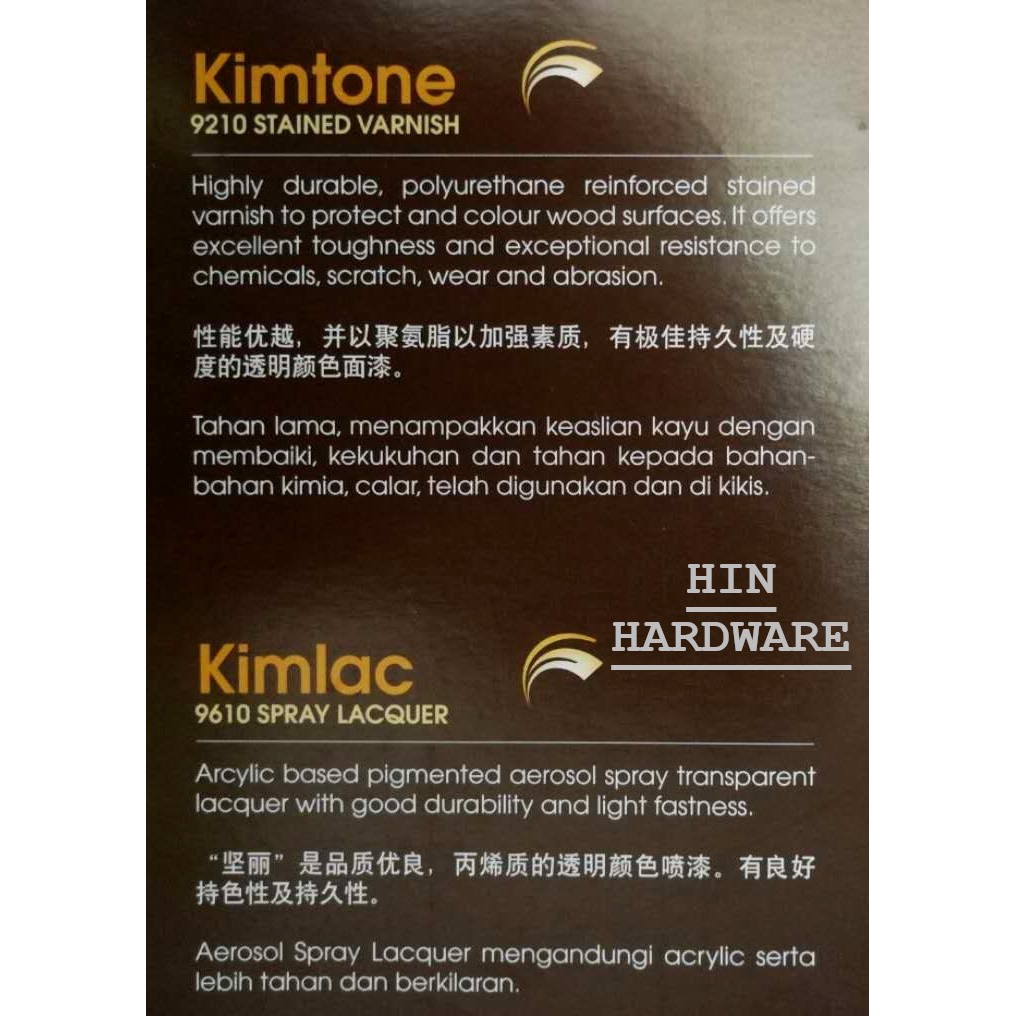 Kimtone
9210 STAINED VARNISH
Highly durable, polyurethane reinforced stained
varnish to protect and colour wood surfaces. It offers
excellent toughness and exceptional resistance to
chemicals, scratch, wear and abrasion.
性能优越，并以聚氨脂以加强素质，有极佳持久性及硬
度的透明颜色面漆。
Tahan lama, menampakkan keaslian kayu dengan
membaiki, kekukuhan dan tahan kepada bahan-
bahan kimia, calar, telah digunakan dan di kikis.
HIN
HARDWARE
Kimlac
9610 SPRAY LACQUER
Arcylic based pigmented aerosol spray transparent
lacquer with good durability and light fastness.
“坚丽”是品质优良，丙烯质的透明颜色喷漆。有良好
持色性及持久性。
Aerosol Spray Lacquer mengandungi acrylic serta
lebih tahan dan berkilaran.